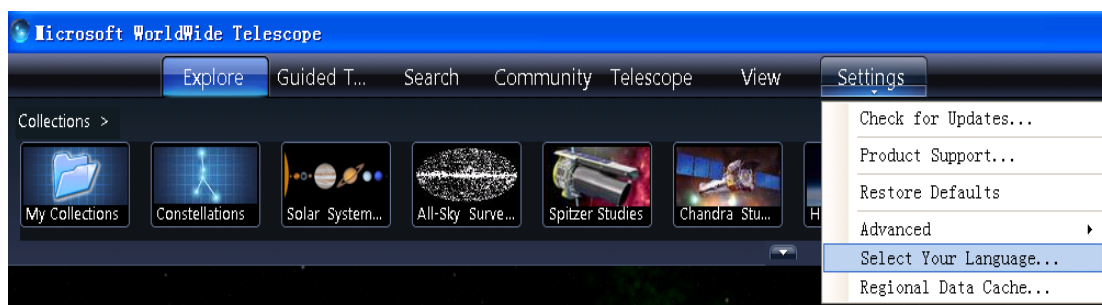 Microsoft WorldWide Telescope
Explore Guided T... Search Community Telescope View Settings
Collections >
My Collections Constellations Solar System... All-Sky Surve... Spitzer Studies Chandra Stu... H
Check for Updates...
Product Support...
Restore Defaults
Advanced
Select Your Language...
Regional Data Cache...